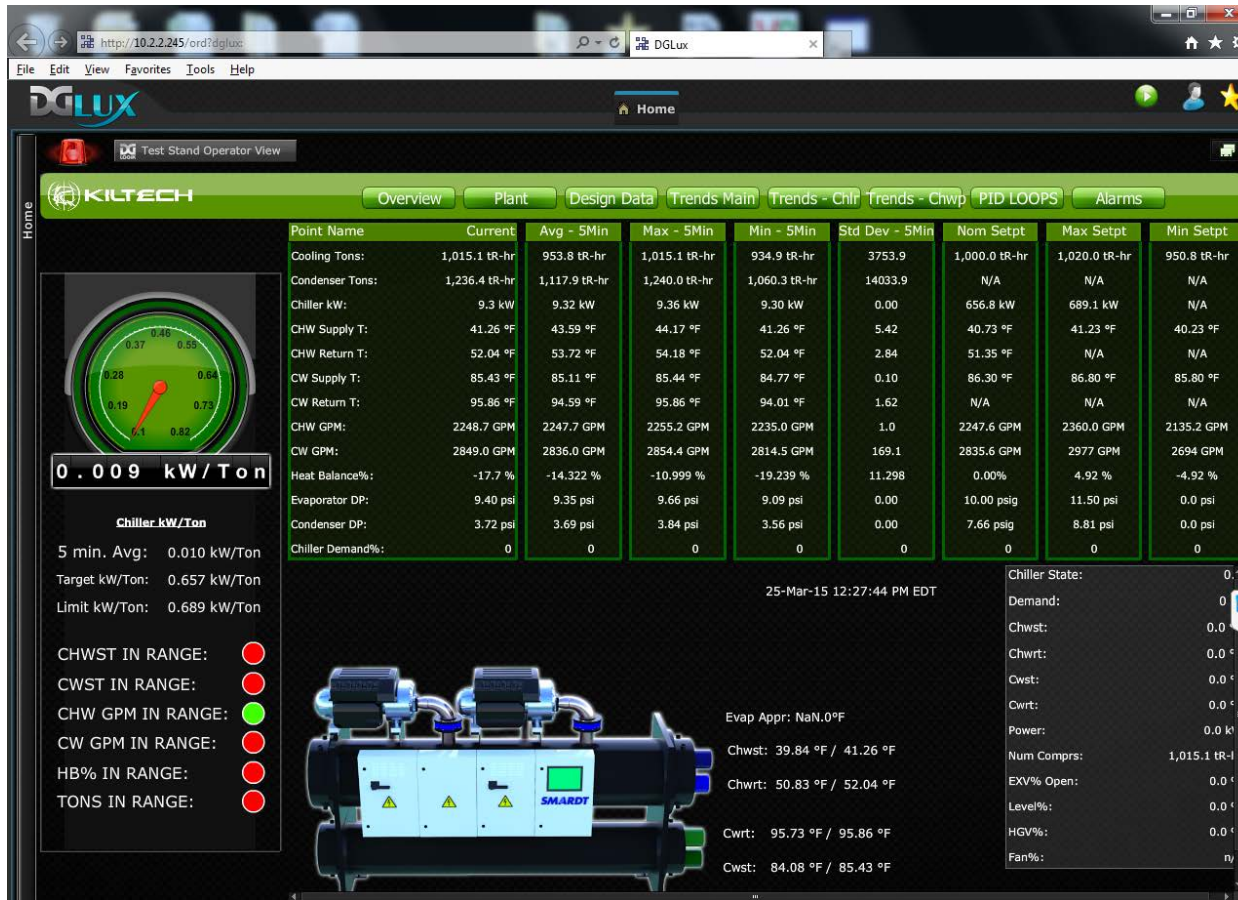 http://10.2.2.245/ord?dglux:
DGLux
File Edit View Favorites Tools Help
DGLUX
Home
Test Stand Operator View
Home
KILTECH
Overview Plant Design Data Trends Main Trends - Chlr Trends - Chwp PID LOOPS Alarms
Point Name Current Avg - 5Min Max - 5Min Min - 5Min Std Dev - 5Min Nom Setpt Max Setpt Min Setpt
Cooling Tons: 1,015.1 tR-hr 953.8 tR-hr 1,015.1 tR-hr 934.9 tR-hr 3753.9 1,000.0 tR-hr 1,020.0 tR-hr 950.8 tR-hr
Condenser Tons: 1,236.4 tR-hr 1,117.9 tR-hr 1,240.0 tR-hr 1,060.3 tR-hr 14033.9 N/A N/A N/A
Chiller kW: 9.3 kW 9.32 kW 9.36 kW 9.30 kW 0.00 656.8 kW 689.1 kW N/A
CHW Supply T: 41.26 °F 43.59 °F 44.17 °F 41.26 °F 5.42 40.73 °F 41.23 °F 40.23 °F
CHW Return T: 52.04 °F 53.72 °F 54.18 °F 52.04 °F 2.84 51.35 °F N/A N/A
CW Supply T: 85.43 °F 85.11 °F 85.44 °F 84.77 °F 0.10 86.30 °F 86.80 °F 85.80 °F
CW Return T: 95.86 °F 94.59 °F 95.86 °F 94.01 °F 1.62 N/A N/A N/A
CHW GPM: 2248.7 GPM 2247.7 GPM 2255.2 GPM 2235.0 GPM 1.0 2247.6 GPM 2360.0 GPM 2135.2 GPM
CW GPM: 2849.0 GPM 2836.0 GPM 2854.4 GPM 2814.5 GPM 169.1 2835.6 GPM 2977 GPM 2694 GPM
Heat Balance%: -17.7 % -14.322 % -10.999 % -19.239 % 11.298 0.00% 4.92 % -4.92 %
Evaporator DP: 9.40 psi 9.35 psi 9.66 psi 9.09 psi 0.00 10.00 psig 11.50 psi 0.0 psi
Condenser DP: 3.72 psi 3.69 psi 3.84 psi 3.56 psi 0.00 7.66 psig 8.81 psi 0.0 psi
Chiller Demand%: 0 0 0 0 0 0 0 0
0.1 0.19 0.28 0.37 0.46 0.55 0.64 0.73 0.82
0.009 kW/Ton
Chiller kW/Ton
5 min. Avg: 0.010 kW/Ton
Target kW/Ton: 0.657 kW/Ton
Limit kW/Ton: 0.689 kW/Ton
CHWST IN RANGE:
CWST IN RANGE:
CHW GPM IN RANGE:
CW GPM IN RANGE:
HB% IN RANGE:
TONS IN RANGE:
25-Mar-15 12:27:44 PM EDT
SMARDT
Evap Appr: NaN.0°F
Chwst: 39.84 °F / 41.26 °F
Chwrt: 50.83 °F / 52.04 °F
Cwrt: 95.73 °F / 95.86 °F
Cwst: 84.08 °F / 85.43 °F
Chiller State: 0.
Demand: 0
Chwst: 0.0 °
Chwrt: 0.0 °
Cwst: 0.0 °
Cwrt: 0.0 °
Power: 0.0 k
Num Comprs: 1,015.1 tR-
EXV% Open: 0.0
Level%: 0.0
HGV%: 0.0
Fan%: n/